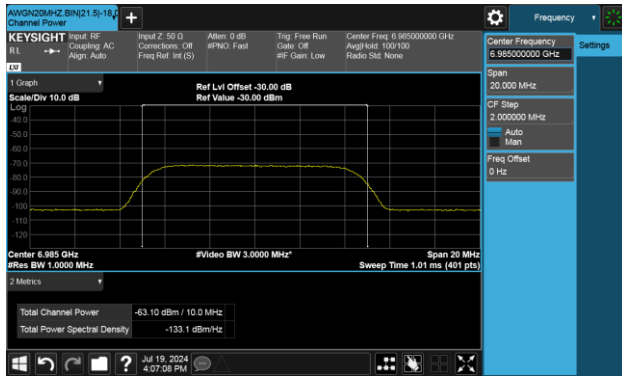 AWGN20MHZ.BIN|21.5|-18,0
Channel Power
Frequency
KEYSIGHT
RL
LXI
Input: RF
Coupling: AC
Align: Auto
Input Z: 50 Ω
Corrections: Off
Freq Ref: Int (S)
Atten: 0 dB
#PNO: Fast
Trig: Free Run
Gate: Off
#IF Gain: Low
Center Freq: 6.985000000 GHz
Avg|Hold: 100/100
Radio Std: None
Center Frequency
6.985000000 GHz
Settings
Span
20.000 MHz
CF Step
2.000000 MHz
Auto
Man
Freq Offset
0 Hz
1 Graph
Scale/Div 10.0 dB
Ref Lvl Offset -30.00 dB
Ref Value -30.00 dBm
Log
-40.0
-50.0
-60.0
-70.0
-80.0
-90.0
-100
-110
-120
Center 6.985 GHz
#Video BW 3.0000 MHz*
Span 20 MHz
#Res BW 1.0000 MHz
Sweep Time 1.01 ms (401 pts)
2 Metrics
Total Channel Power -63.10 dBm / 10.0 MHz
Total Power Spectral Density -133.1 dBm/Hz
Jul 19, 2024
4:07:08 PM